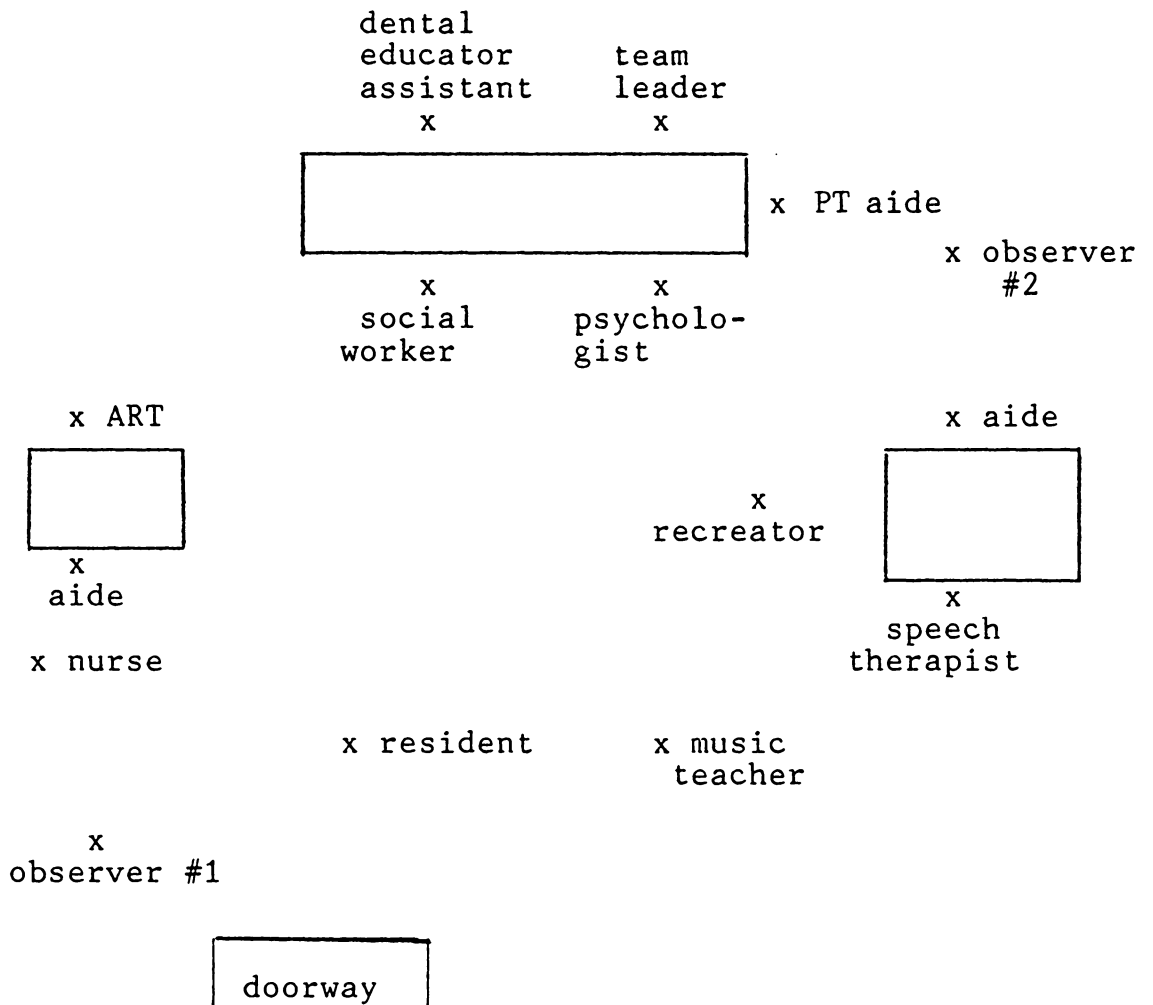 dental
educator
assistant
x
team
leader
x
x PT aide
x observer
#2
x
social
worker
x
psycholo-
gist
x ART
x
aide
x aide
x
recreator
x
speech
therapist
x nurse
x resident
x music
teacher
x
observer #1
doorway